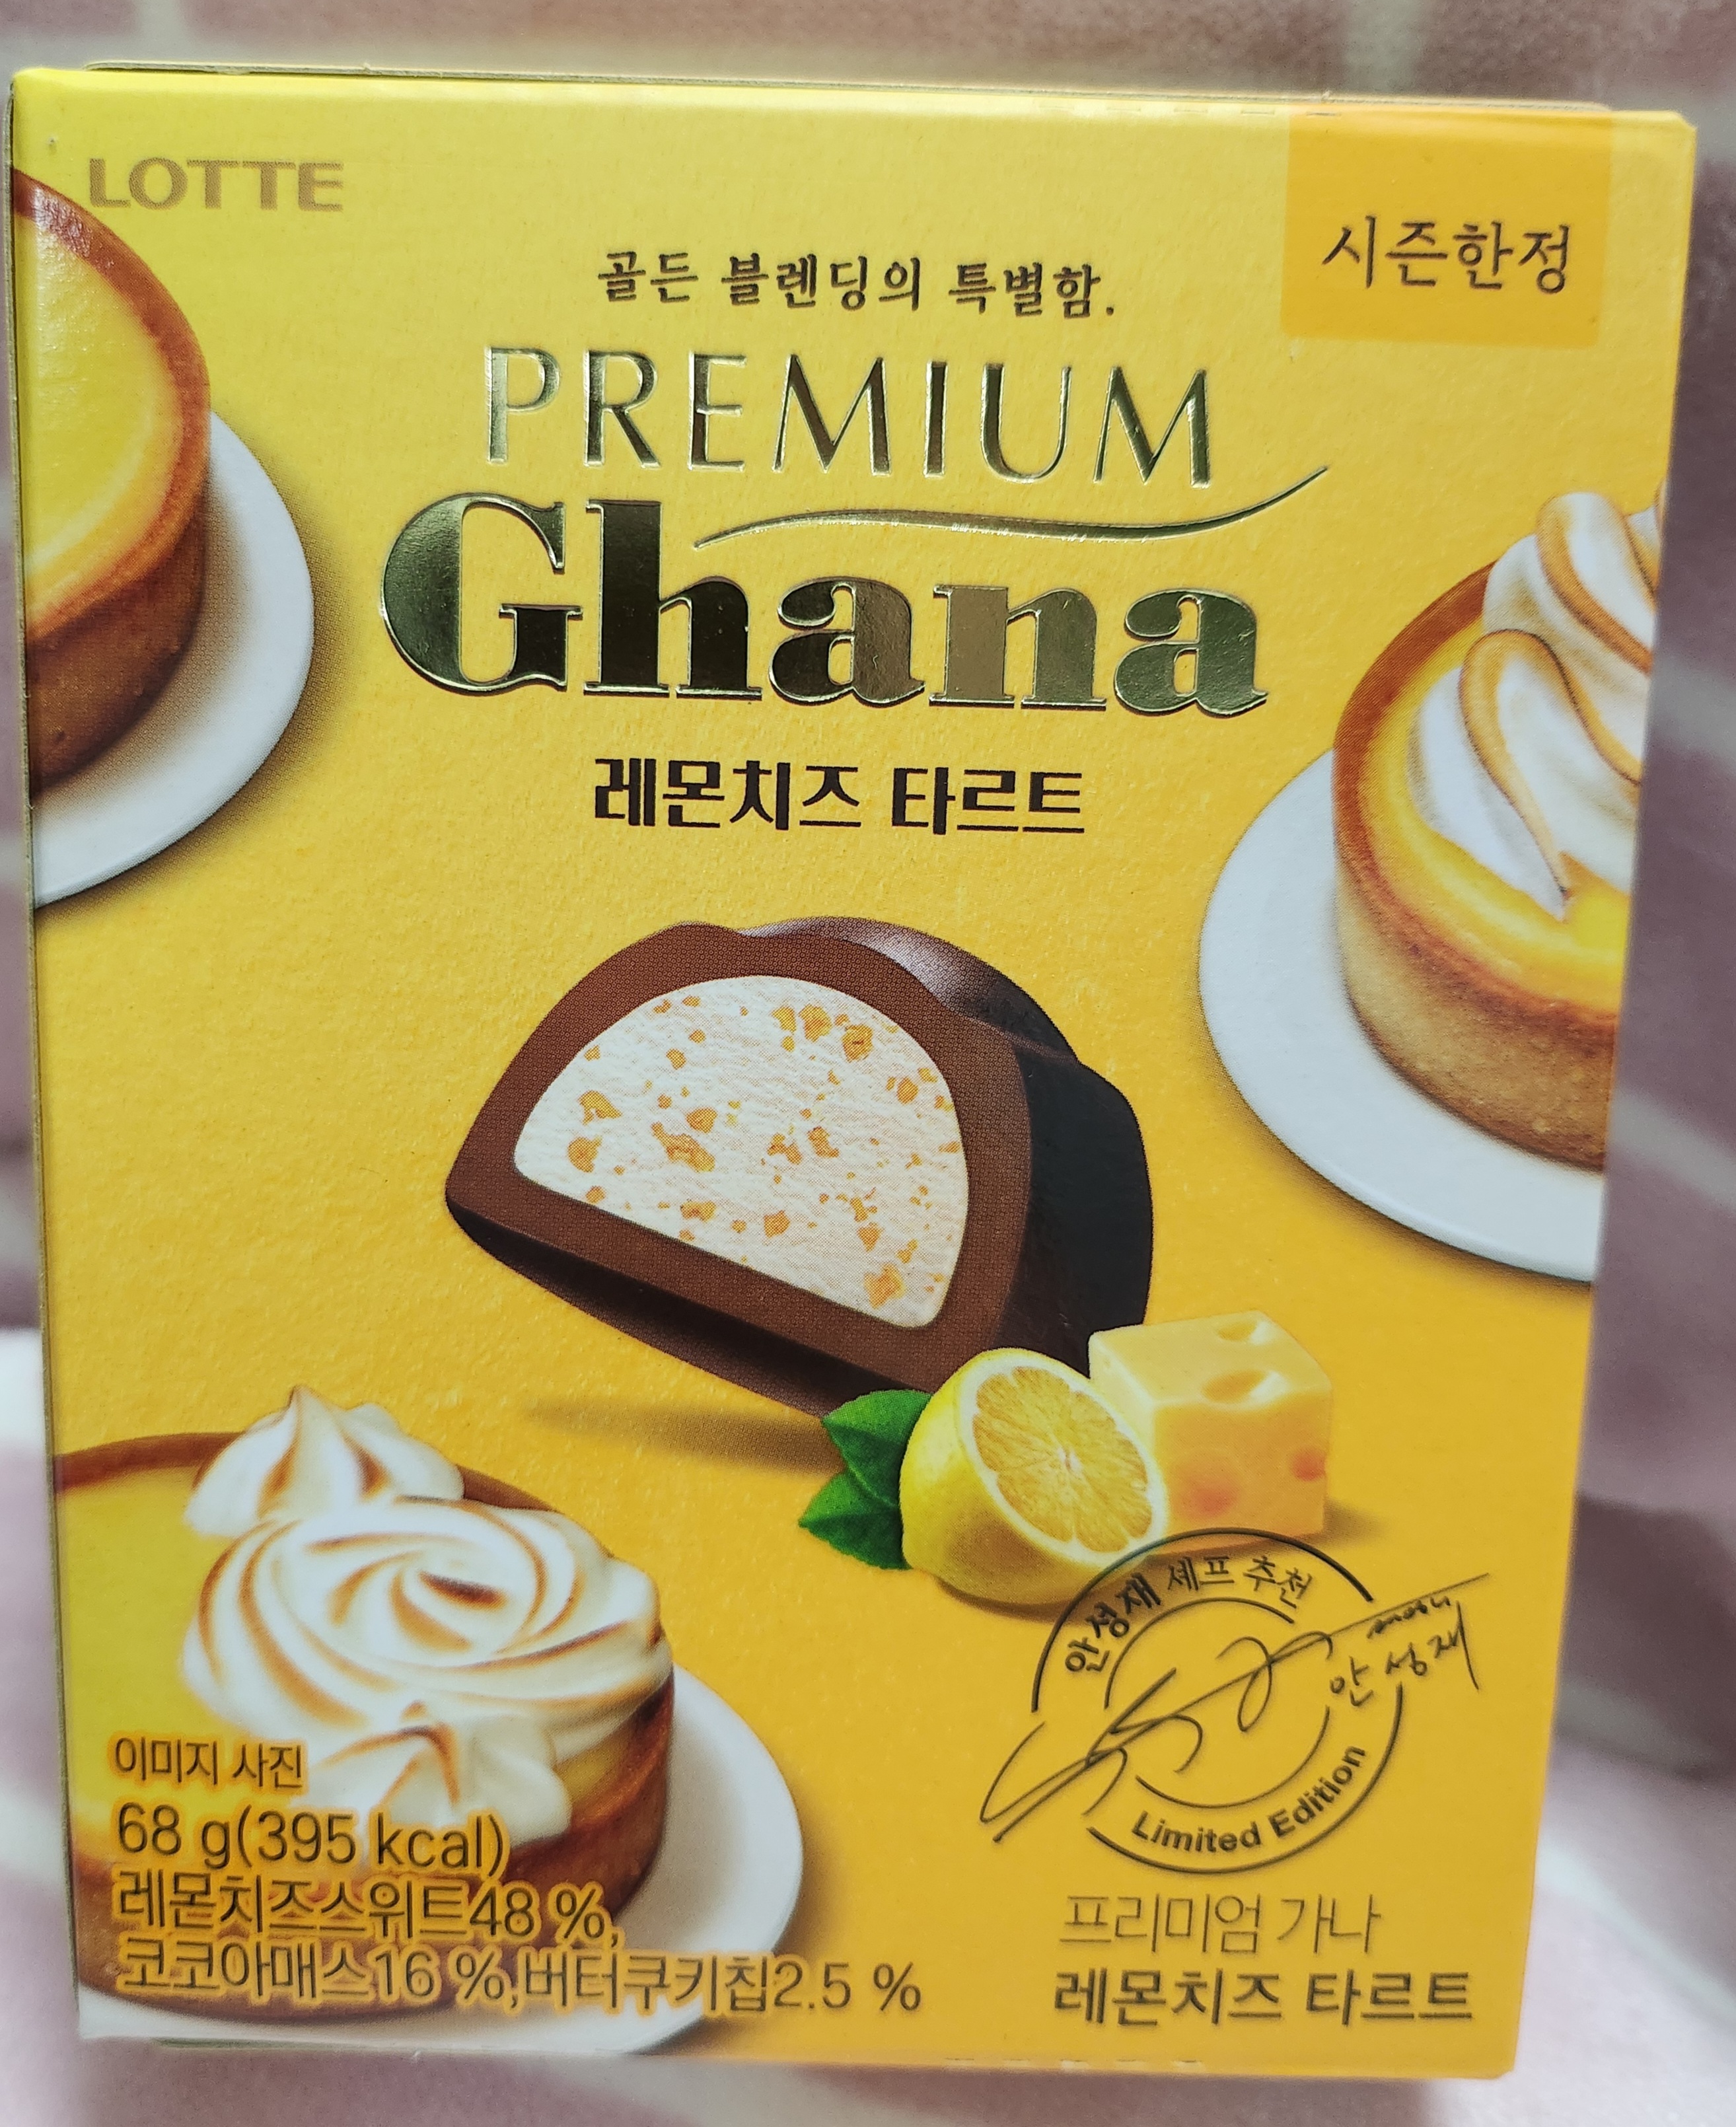 LOTTE
시즌한정
골든 블렌딩의 특별함.
PREMIUM
Ghana
레몬치즈 타르트
안성재 셰프 추천
안성재
Limited Edition
이미지 사진
68 g(395 kcal)
레몬치즈스위트48 %,
코코아매스16 %,버터쿠키칩2.5 %
프리미엄 가나
레몬치즈 타르트